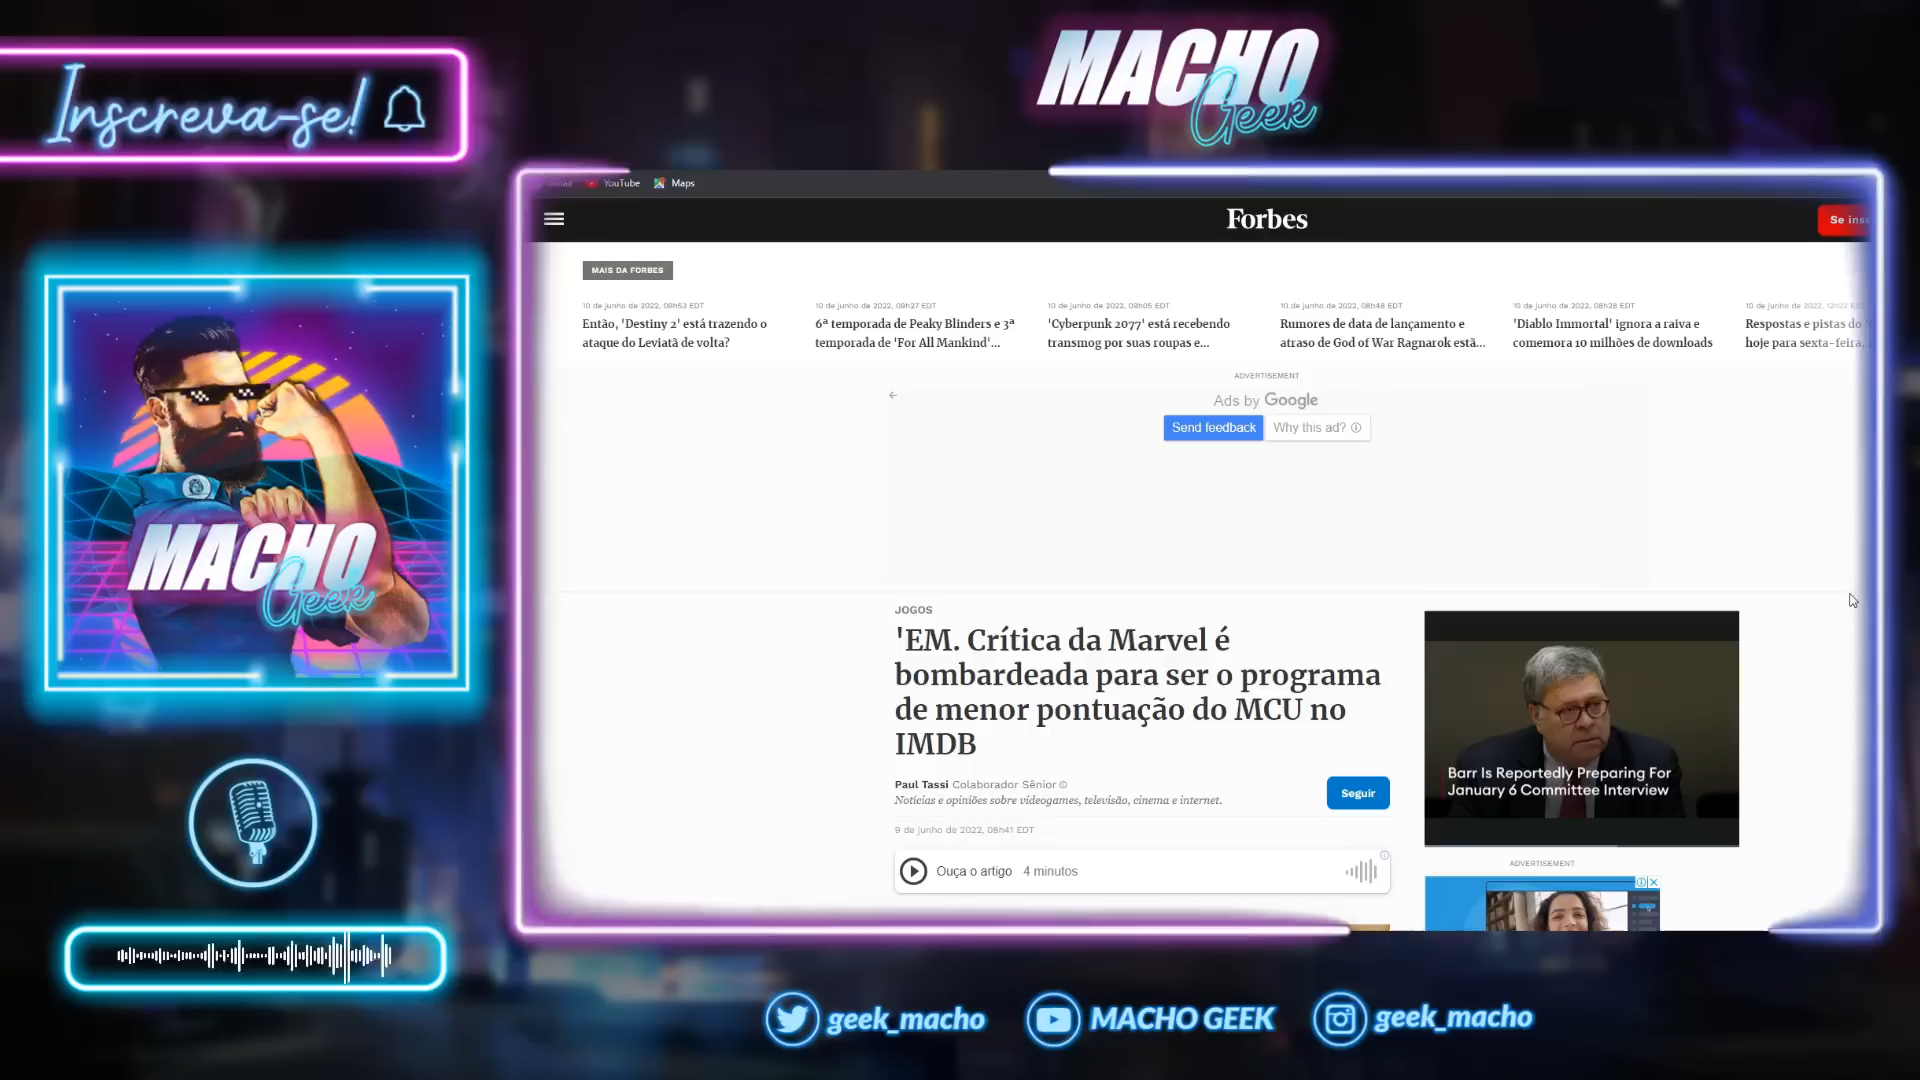 Inscreva-se!
MACHO
Geek
YouTube
Maps
Forbes
MAIS DA FORBES
10 de junho de 2022, 09h53 EDT
Então, 'Destiny 2' está trazendo o
ataque do Leviatã de volta?
10 de junho de 2022, 09h27 EDT
6ª temporada de Peaky Blinders e 3ª
temporada de 'For All Mankind'...
10 de junho de 2022, 09h05 EDT
'Cyberpunk 2077' está recebendo
transmog por suas roupas e...
10 de junho de 2022, 08h48 EDT
Rumores de data de lançamento e
atraso de God of War Ragnarok está...
10 de junho de 2022, 08h28 EDT
'Diablo Immortal' ignora a raiva e
comemora 10 milhões de downloads
10 de junho de 2022,
Respostas e pistas do
hoje para sexta-feira,
ADVERTISEMENT
Ads by Google
Send feedback
Why this ad?
JOGOS
'EM. Crítica da Marvel é
bombardeada para ser o programa
de menor pontuação do MCU no
IMDB
Paul Tassi Colaborador Sênior
Notícias e opiniões sobre videogames, televisão, cinema e internet.
Seguir
9 de junho de 2022, 08h41 EDT
Ouça o artigo 4 minutos
Barr Is Reportedly Preparing For
January 6 Committee Interview
ADVERTISEMENT
MACHO
Geek
geek_macho
MACHO GEEK
geek_macho